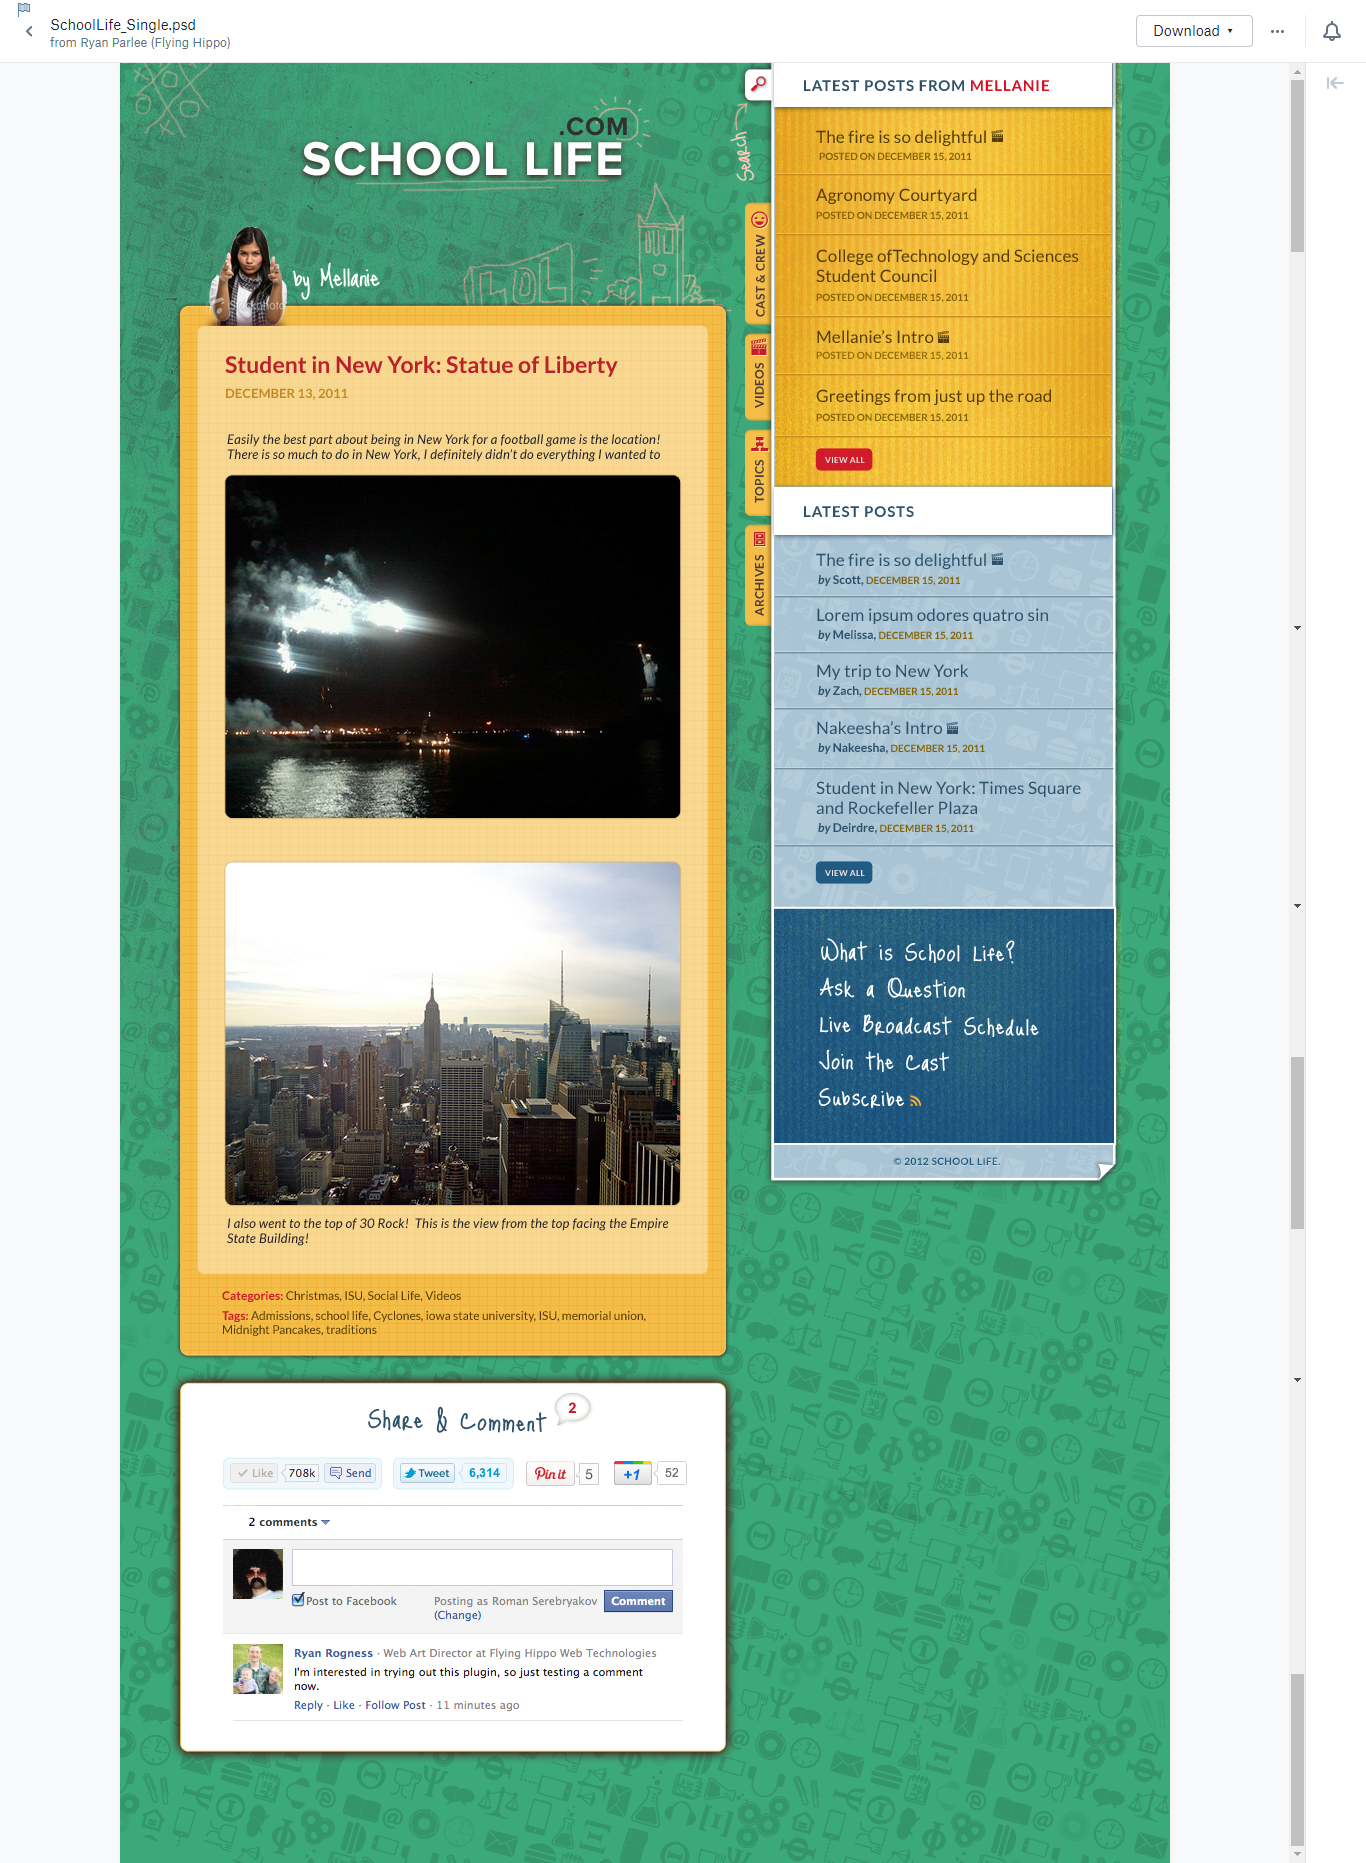 SchoolLife_Single.psd
from Ryan Parlee (Flying Hippo)
Download
.COM
SCHOOL LIFE
Search
LOL
by Mellanie
iStockphoto
Student in New York: Statue of Liberty
DECEMBER 13, 2011
Easily the best part about being in New York for a football game is the location!
There is so much to do in New York, I definitely didn't do everything I wanted to
I also went to the top of 30 Rock!  This is the view from the top facing the Empire
State Building!
Categories: Christmas, ISU, Social Life, Videos
Tags: Admissions, school life, Cyclones, iowa state university, ISU, memorial union,
Midnight Pancakes, traditions
Share & Comment
2
Like 708k Send Tweet 6,314 Pin it 5 +1 52
2 comments
Post to Facebook
Posting as Roman Serebryakov
(Change)
Comment
Ryan Rogness · Web Art Director at Flying Hippo Web Technologies
I'm interested in trying out this plugin, so just testing a comment
now.
Reply · Like · Follow Post · 11 minutes ago
CAST & CREW
VIDEOS
TOPICS
ARCHIVES
LATEST POSTS FROM MELLANIE
The fire is so delightful
POSTED ON DECEMBER 15, 2011
Agronomy Courtyard
POSTED ON DECEMBER 15, 2011
College ofTechnology and Sciences
Student Council
POSTED ON DECEMBER 15, 2011
Mellanie's Intro
POSTED ON DECEMBER 15, 2011
Greetings from just up the road
POSTED ON DECEMBER 15, 2011
VIEW ALL
LATEST POSTS
The fire is so delightful
by Scott, DECEMBER 15, 2011
Lorem ipsum odores quatro sin
by Melissa, DECEMBER 15, 2011
My trip to New York
by Zach, DECEMBER 15, 2011
Nakeesha's Intro
by Nakeesha, DECEMBER 15, 2011
Student in New York: Times Square
and Rockefeller Plaza
by Deirdre, DECEMBER 15, 2011
VIEW ALL
What is School Life?
Ask a Question
Live Broadcast Schedule
Join the Cast
Subscribe
© 2012 SCHOOL LIFE.